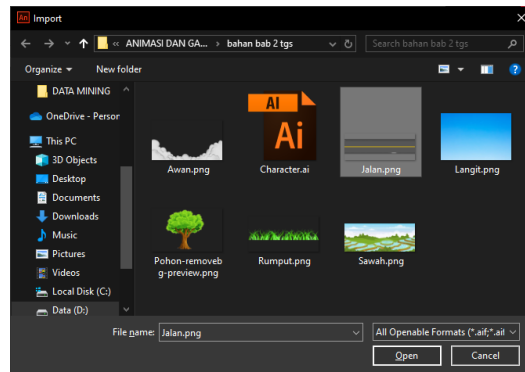 An Import
« ANIMASI DAN GA... › bahan bab 2 tgs
Search bahan bab 2 tgs
Organize
New folder
DATA MINING
OneDrive - Person
This PC
3D Objects
Desktop
Documents
Downloads
Music
Pictures
Videos
Local Disk (C:)
Data (D:)
AI
Ai
Awan.png
Character.ai
Jalan.png
Langit.png
Pohon-removeb
g-preview.png
Rumput.png
Sawah.png
File name:
Jalan.png
All Openable Formats (*.aif;*.aif
Open
Cancel